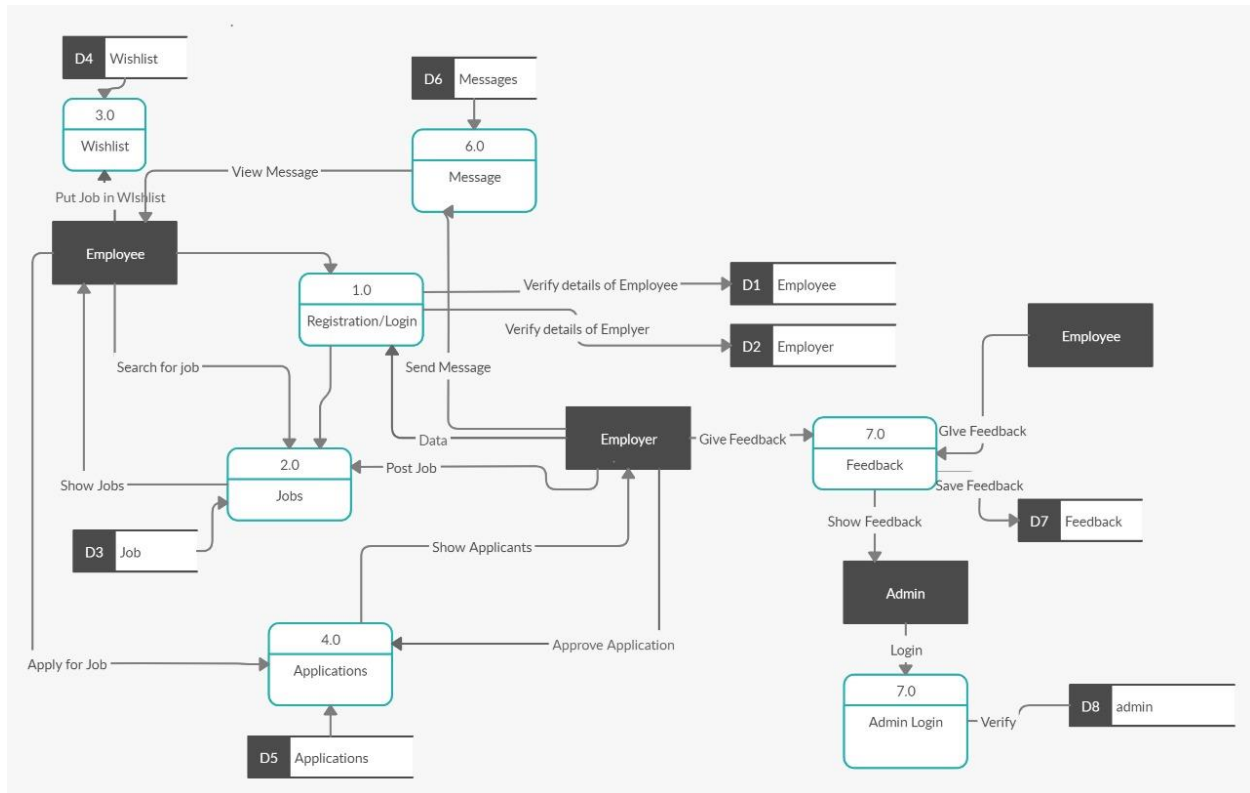 D4 Wishlist
D6 Messages
3.0
Wishlist
6.0
Message
View Message
Put Job in WIshlist
Employee
1.0
Registration/Login
Verify details of Employee
D1 Employee
Verify details of Emplyer
D2 Employer
Employee
Search for job
Send Message
Employer
Give Feedback
7.0
Feedback
GIve Feedback
Data
Post Job
2.0
Jobs
Show Jobs
Save Feedback
D7 Feedback
Show Feedback
D3 Job
Show Applicants
Admin
4.0
Applications
Approve Application
Login
Apply for Job
7.0
Admin Login
Verify
D8 admin
D5 Applications